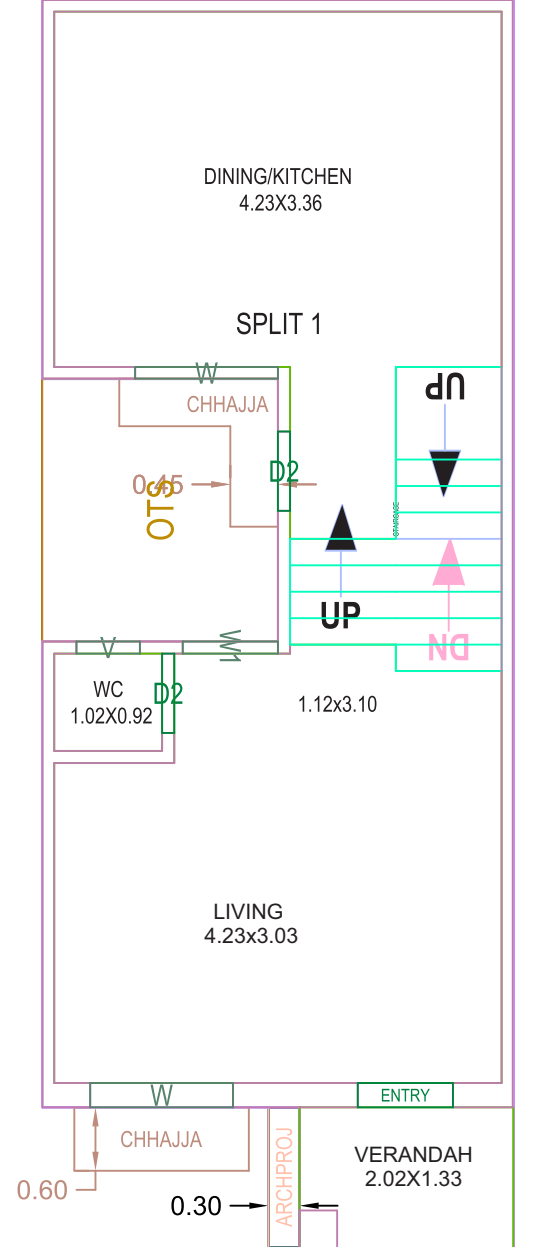 DINING/KITCHEN
4.23X3.36
SPLIT 1
W
CHHAJJA
UP
D2
0.45
OTS
STAIRCASE
UP
DN
V
W1
WC
1.02X0.92
D2
1.12x3.10
LIVING
4.23x3.03
W
ENTRY
CHHAJJA
ARCHPROJ
VERANDAH
2.02X1.33
0.60
0.30